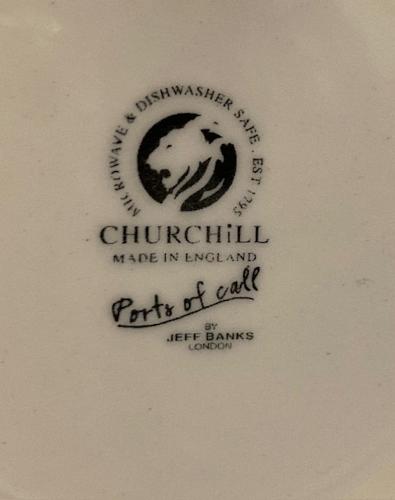 MICROWAVE & DISHWASHER SAFE . EST 1795
CHURCHiLL
MADE IN ENGLAND
Ports of call
BY
JEFF BANKS
LONDON